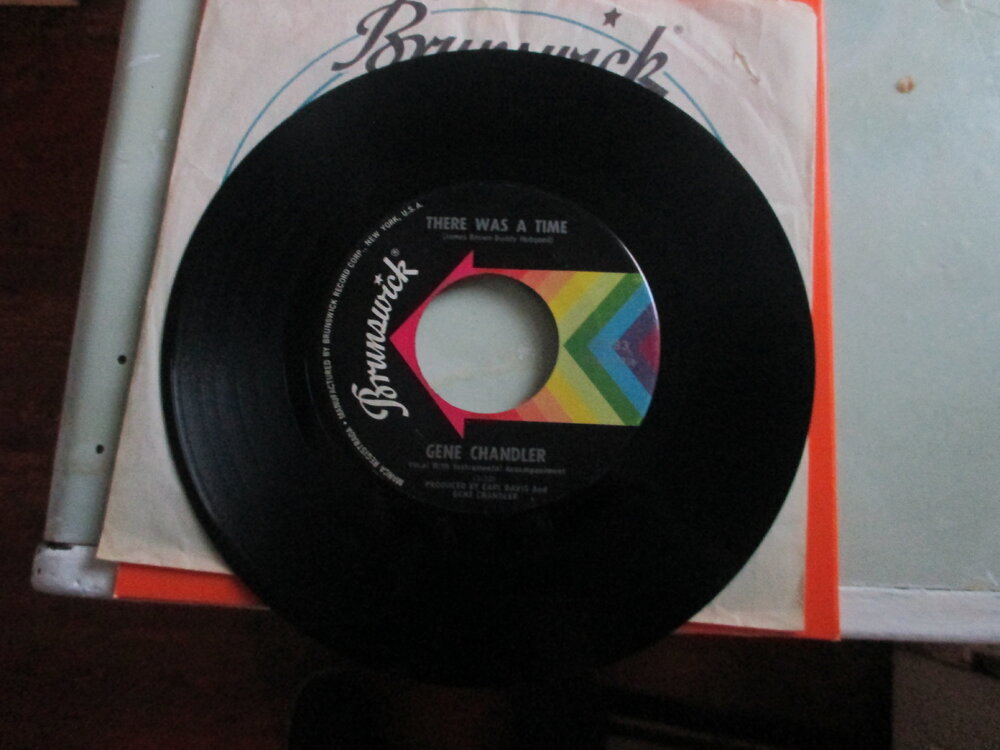 Brunswick®
THERE WAS A TIME
(James Brown-Buddy Hobgood)
Brunswick®
MARCA REGISTRADA • MANUFACTURED BY BRUNSWICK RECORD CORP., NEW YORK, U.S.A.
GENE CHANDLER
Vocal With Instrumental Accompaniment
PRODUCED BY CARL DAVIS And
GENE CHANDLER